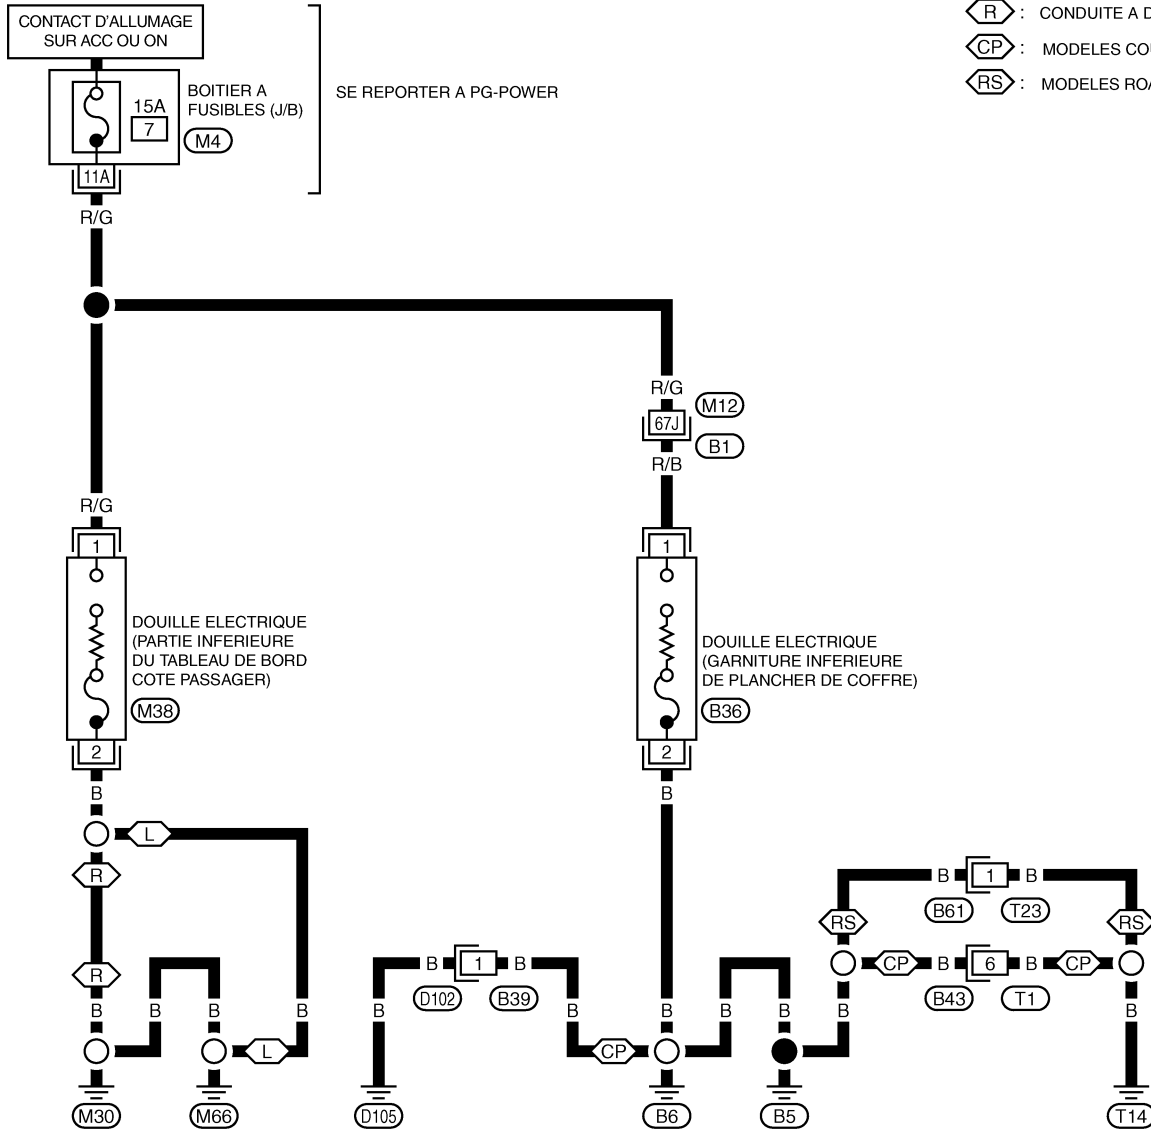 CONTACT D'ALLUMAGE
SUR ACC OU ON
R : CONDUITE A D
CP : MODELES
RS : MODELES
BOITIER A
FUSIBLES (J/B)
15A
7
M4
SE REPORTER A PG-POWER
11A
R/G
R/G
M12
67J
B1
R/B
R/G
1
1
DOUILLE ELECTRIQUE
(PARTIE INFERIEURE
DU TABLEAU DE BORD
COTE PASSAGER)
M38
DOUILLE ELECTRIQUE
(GARNITURE INFERIEURE
DE PLANCHER DE COFFRE)
B36
2
2
B
B
L
R
B 1 B
B61 T23
RS RS
R
B 1 B
CP B 6 B CP
D102 B39
B43 T1
B B B B B B B B B B B
L
CP
M30 M66 D105 B6 B5 T14